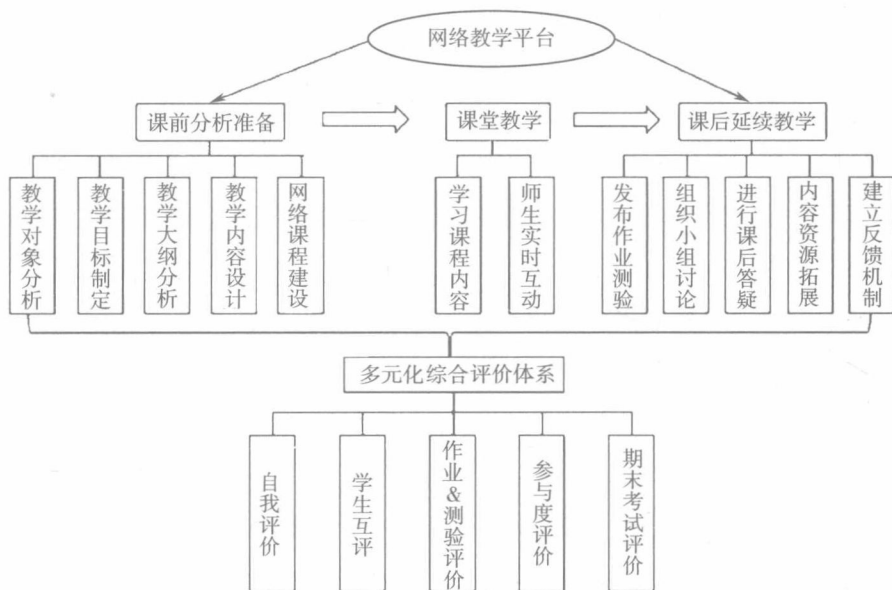 网络教学平台
课前分析准备
课堂教学
课后延续教学
教学对象分析
教学目标制定
教学大纲分析
教学内容设计
网络课程建设
学习课程内容
师生实时互动
发布作业测验
组织小组讨论
进行课后答疑
内容资源拓展
建立反馈机制
多元化综合评价体系
自我评价
学生互评
作业&测验评价
参与度评价
期末考试评价